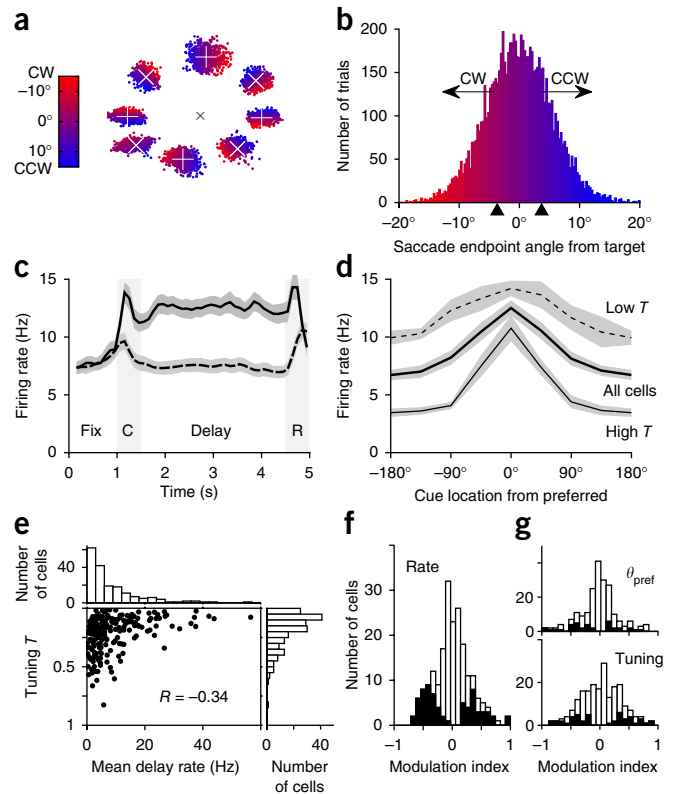 a
CW
−10°
0°
10°
CCW
b
Number of trials
200
150
100
50
0
CW
CCW
−20°
−10°
0°
10°
20°
Saccade endpoint angle from target
c
Firing rate (Hz)
15
10
5
0
Fix
C
Delay
R
0
1
2
3
4
5
Time (s)
d
Firing rate (Hz)
15
10
5
0
Low T
All cells
High T
−180°
−90°
0°
90°
180°
Cue location from preferred
e
Number
of cells
40
0
Tuning T
0.5
1
R = −0.34
0
20
40
Mean delay rate (Hz)
0
40
Number
of cells
f
Number of cells
30
20
10
0
Rate
−1
0
1
Modulation index
g
20
0
θpref
20
0
Tuning
−1
0
1
Modulation index